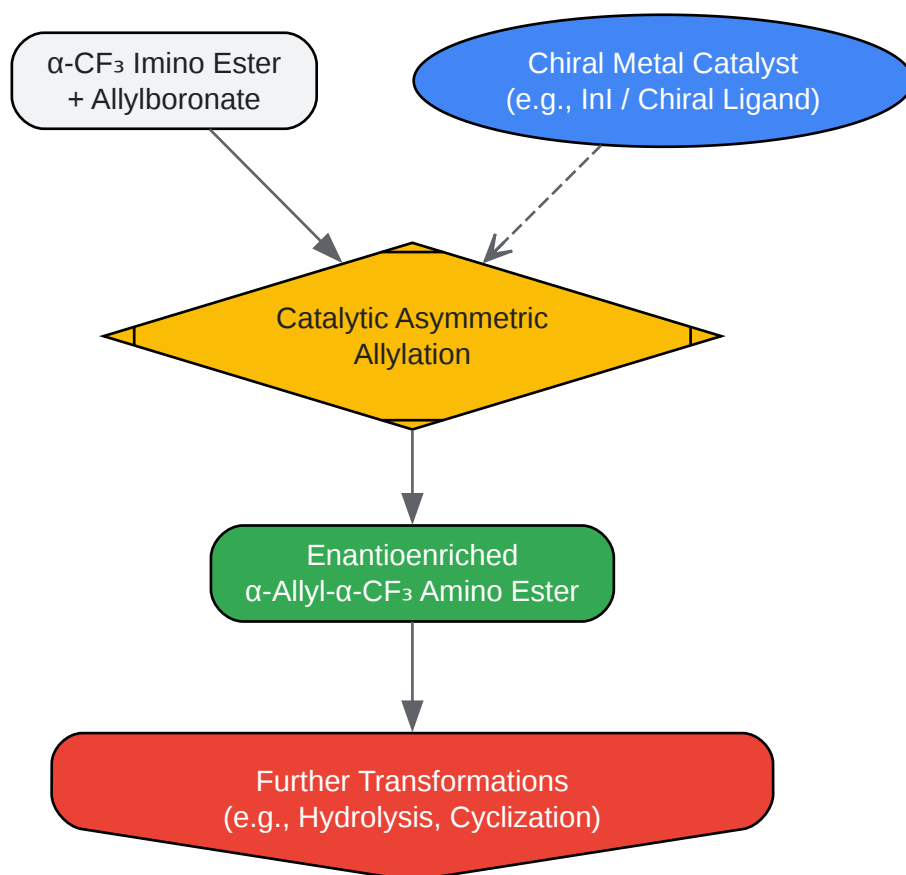 α-CF₃ Imino Ester
+ Allylboronate
Chiral Metal Catalyst
(e.g., InI / Chiral Ligand)
Catalytic Asymmetric
Allylation
Enantioenriched
α-Allyl-α-CF₃ Amino Ester
Further Transformations
(e.g., Hydrolysis, Cyclization)